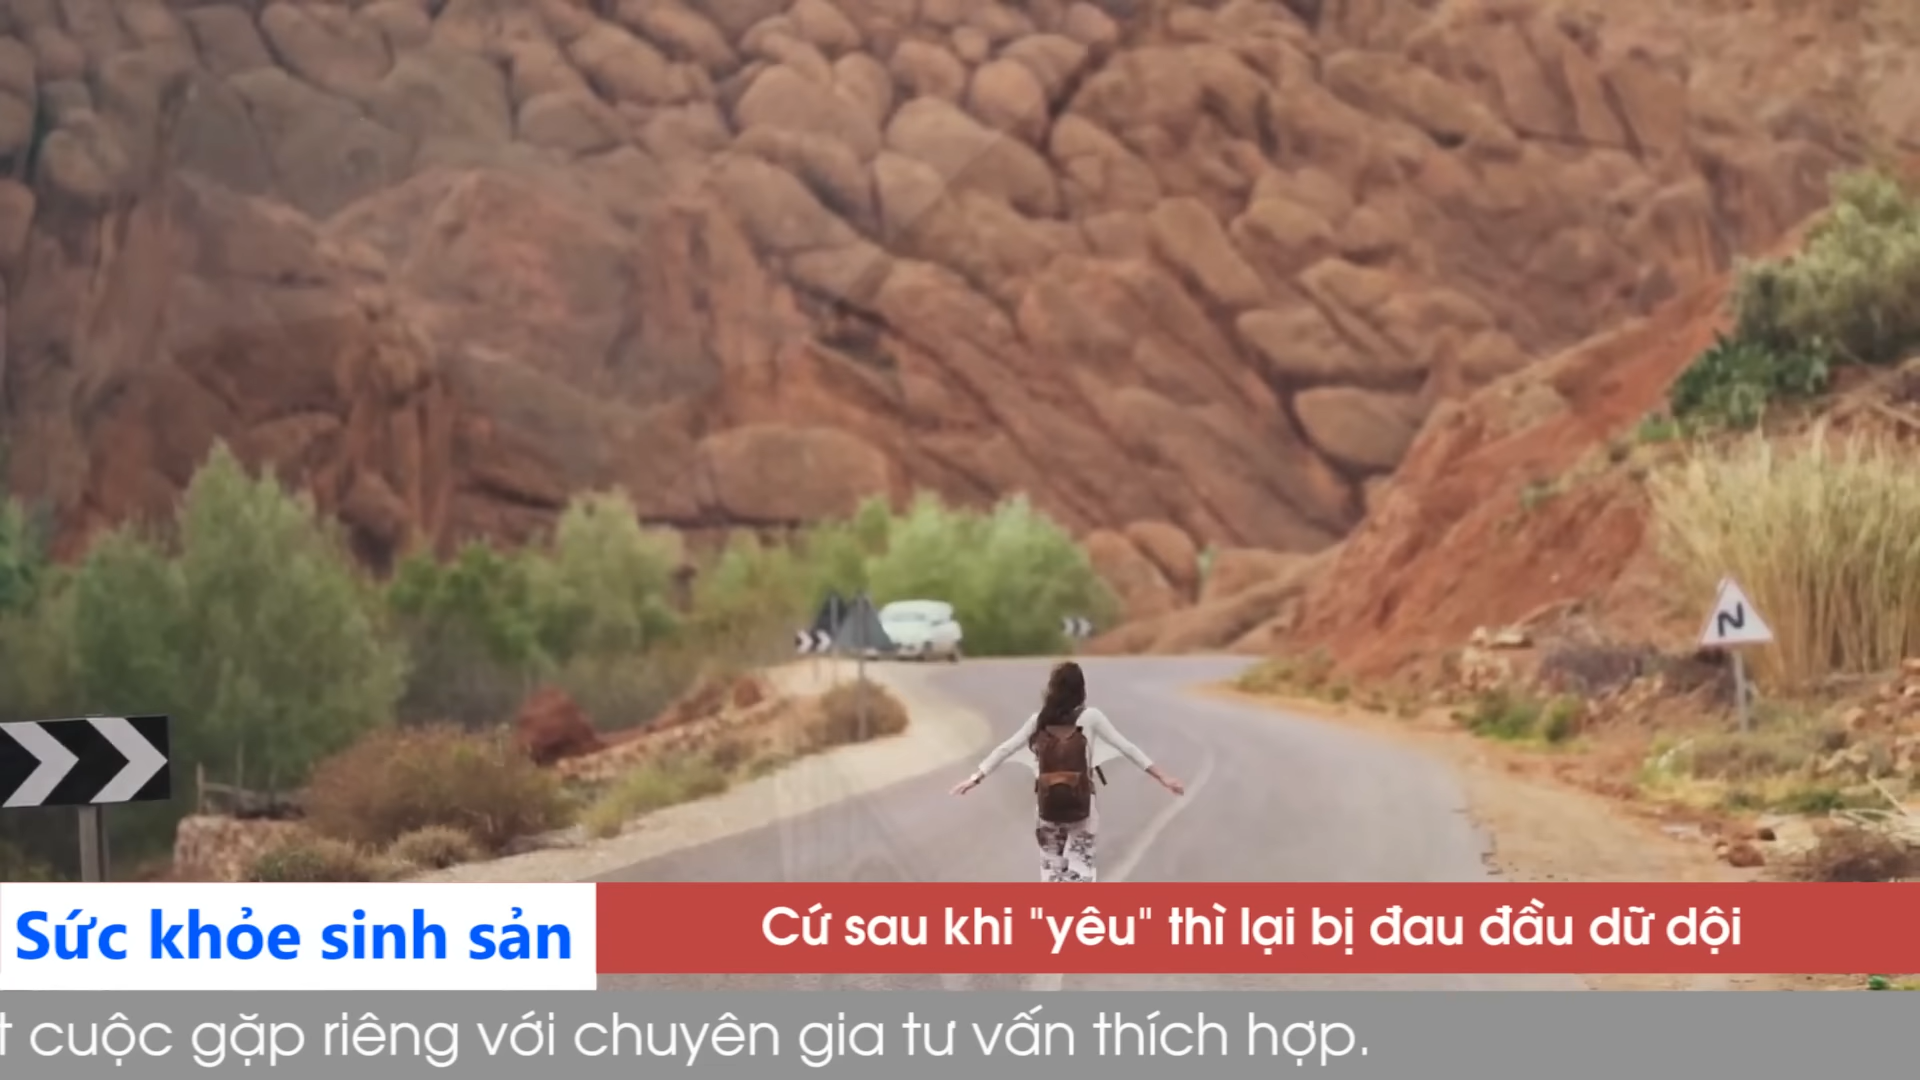 Sức khỏe sinh sản
Cứ sau khi "yêu" thì lại bị đau đầu dữ dội
cuộc gặp riêng với chuyên gia tư vấn thích hợp.